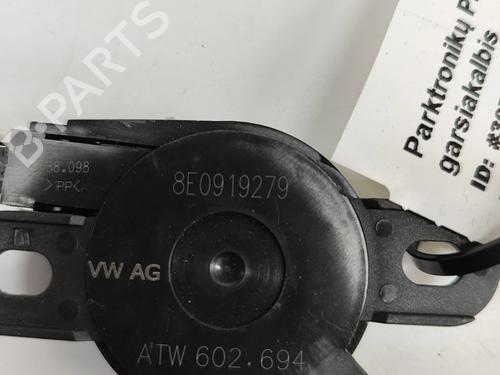 B-PARTS
Parktronikų
garsiakalbis
ID:
38.098
>PP<
8E0919279
VW AG
ATW 602.694